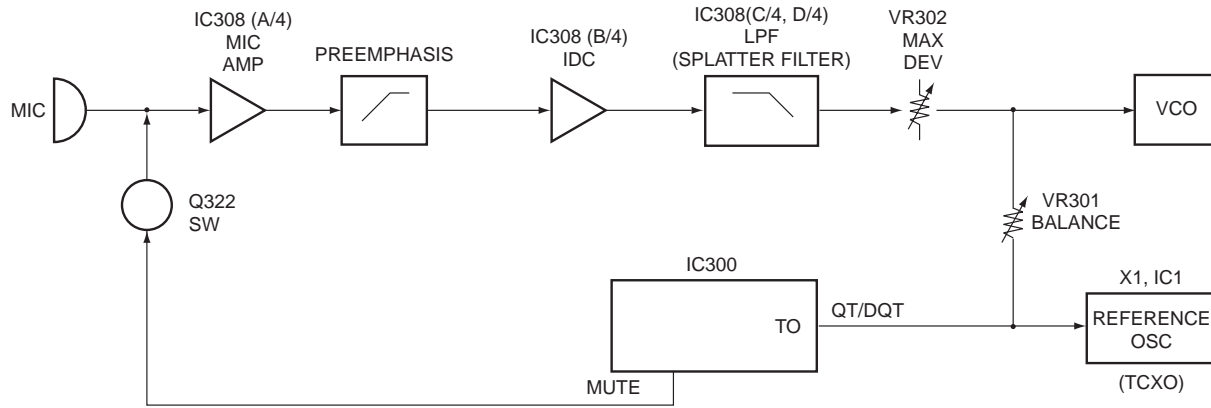 IC308 (A/4)
MIC
AMP
PREEMPHASIS
IC308 (B/4)
IDC
IC308(C/4, D/4)
LPF
(SPLATTER FILTER)
VR302
MAX
DEV
MIC
VCO
Q322
SW
VR301
BALANCE
IC300
TO
QT/DQT
X1, IC1
REFERENCE
OSC
(TCXO)
MUTE